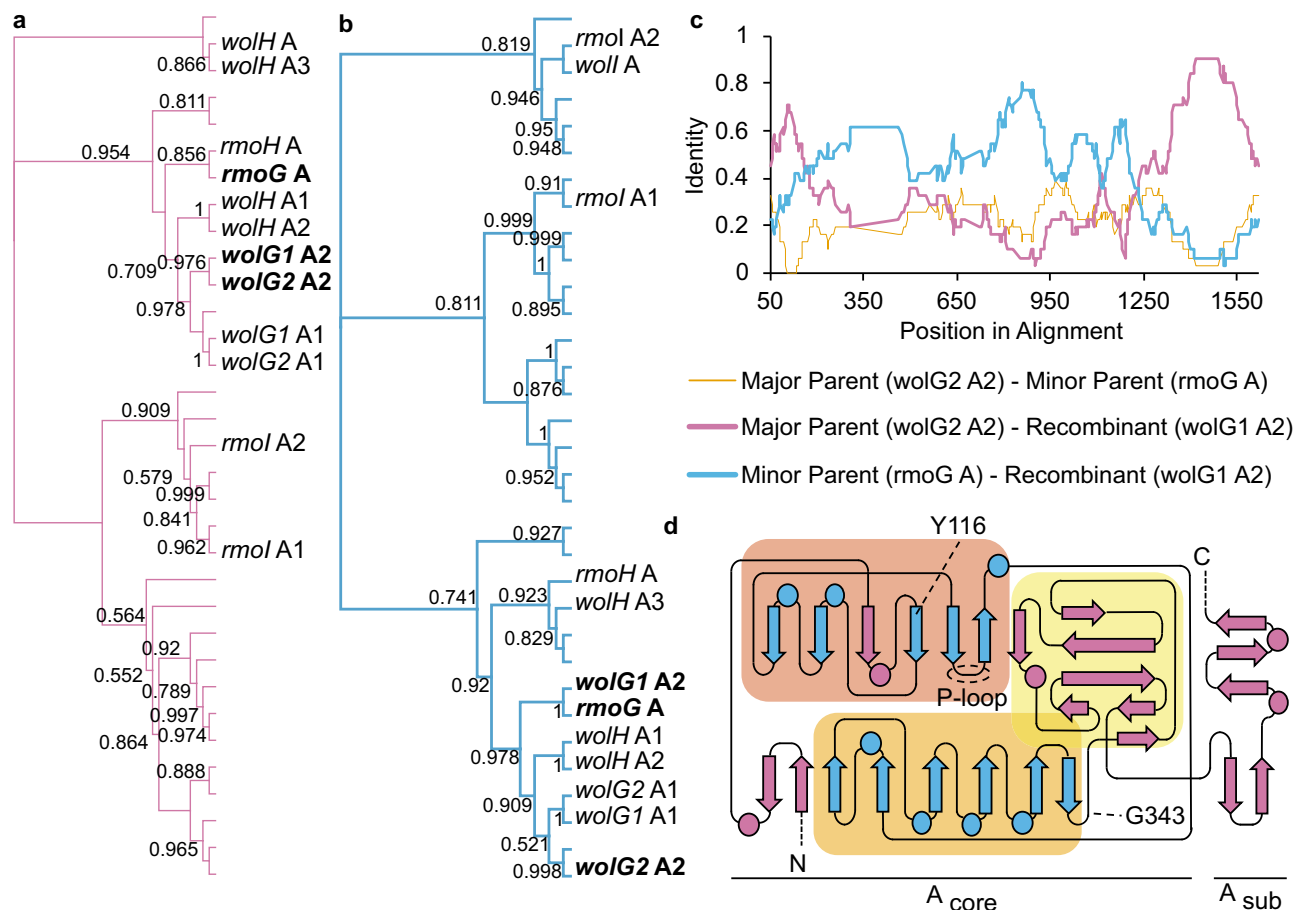 a
wolH A
0.866 wolH A3
0.811
0.954
rmoH A
0.856
rmoG A
wolH A1
1
wolH A2
wolG1 A2
0.976
0.709
wolG2 A2
0.978
wolG1 A1
1 wolG2 A1
0.909
rmoI A2
0.579
0.999
0.841
0.962 rmoI A1
0.564
0.92
0.552
0.789
0.997
0.974
0.864
0.888
0.965
b
0.819 rmoI A2
wolI A
0.946
0.95
0.948
0.91
rmoI A1
0.999
0.999
1
0.811
0.895
1
0.876
1
0.952
0.927
rmoH A
0.741 0.923
wolH A3
0.829
0.92
wolG1 A2
1 rmoG A
wolH A1
0.978 1
wolH A2
wolG2 A1
0.909
1 wolG1 A1
0.521
0.998 wolG2 A2
c
Identity
1
0.8
0.6
0.4
0.2
0
50 350 650 950 1250 1550
Position in Alignment
Major Parent (wolG2 A2) - Minor Parent (rmoG A)
Major Parent (wolG2 A2) - Recombinant (wolG1 A2)
Minor Parent (rmoG A) - Recombinant (wolG1 A2)
d
Y116
C
P-loop
G343
N
A core
A sub